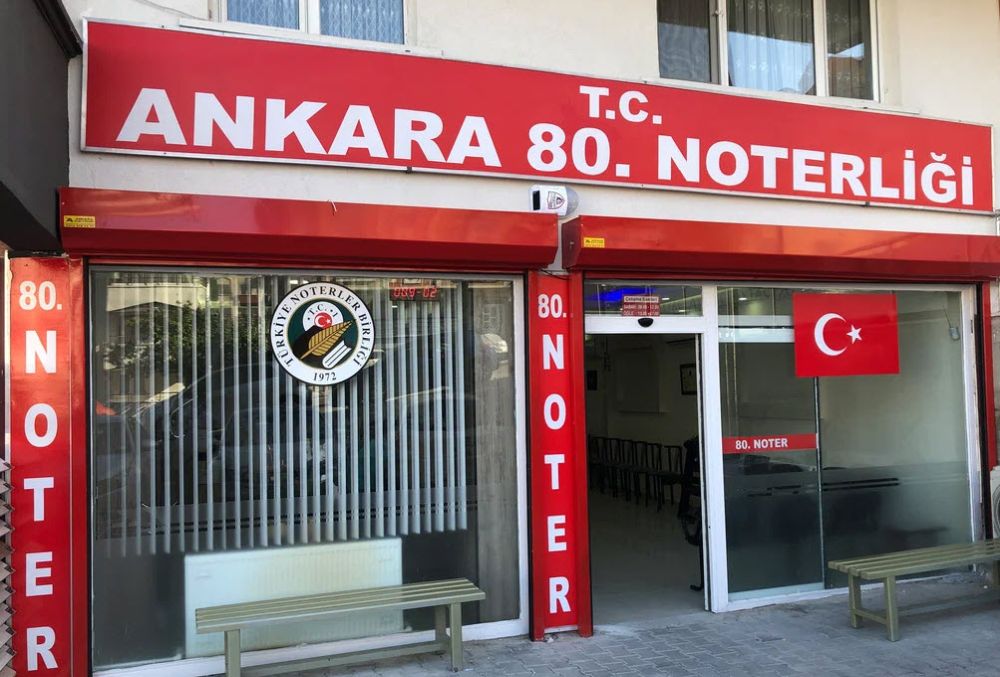 T.C.
ANKARA 80. NOTERLİĞİ
80.
NOTER
TÜRKİYE NOTERLER BİRLİĞİ
T.C.
1972
80.
NOTER
80. NOTER